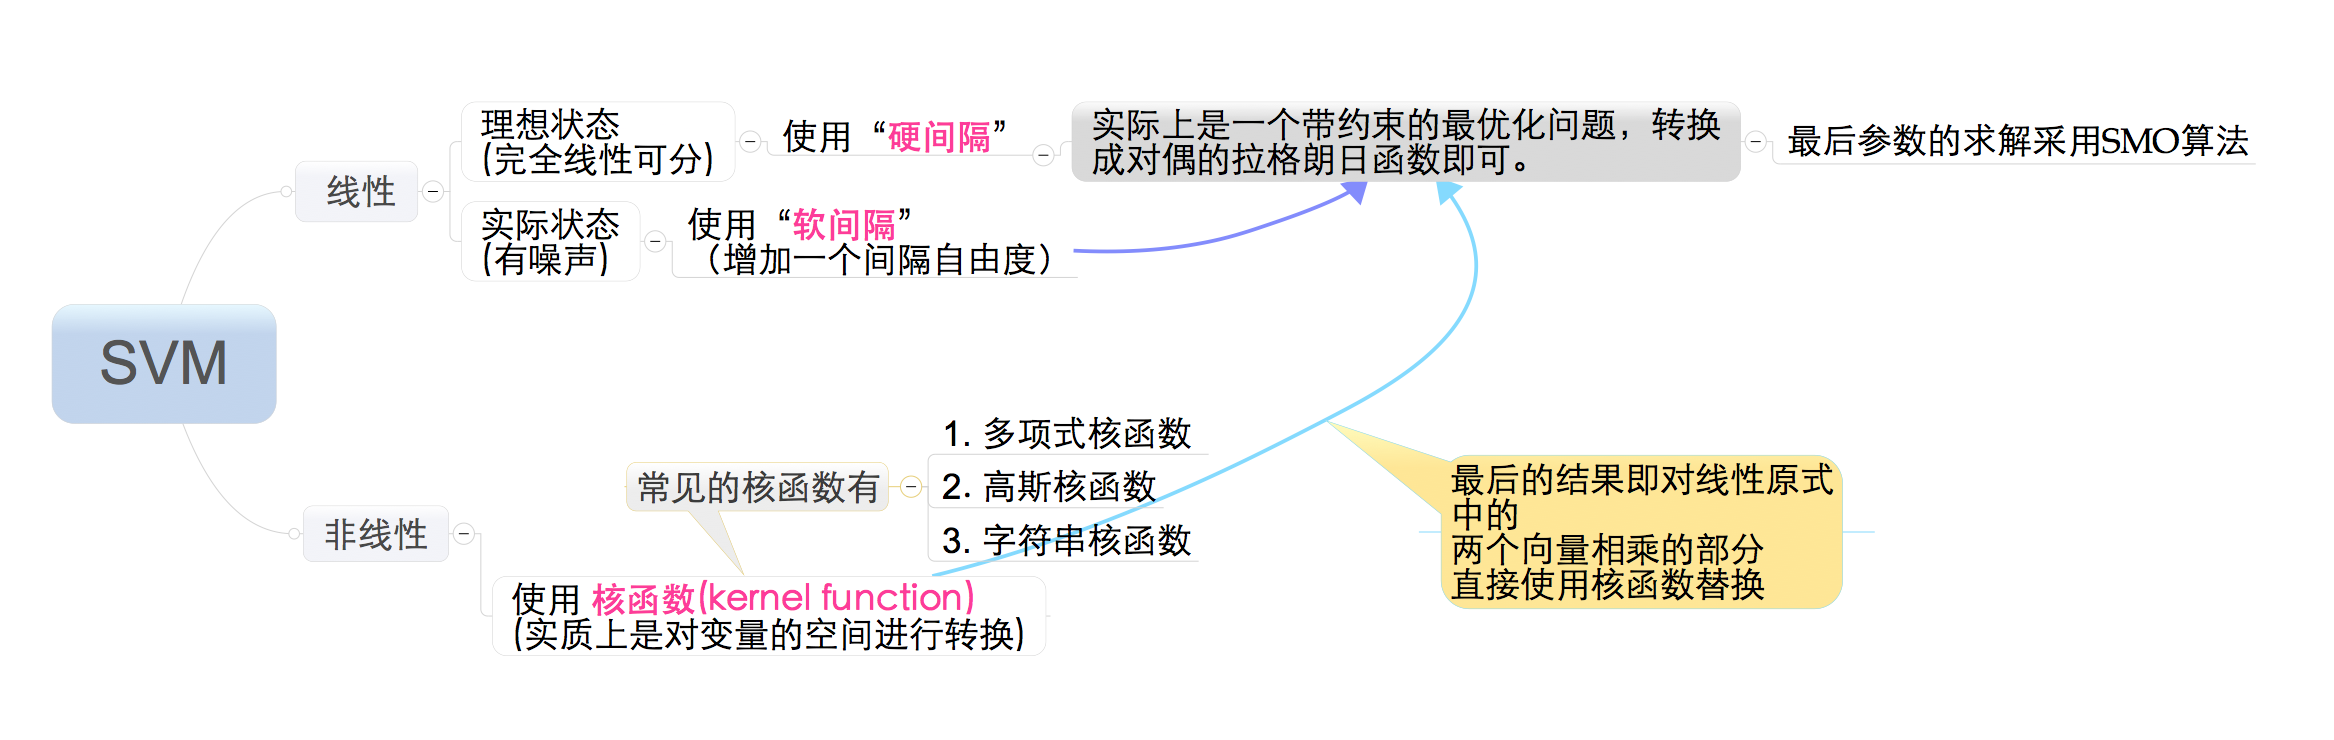 SVM
线性
理想状态
(完全线性可分)
使用“硬间隔”
实际上是一个带约束的最优化问题，转换
成对偶的拉格朗日函数即可。
最后参数的求解采用SMO算法
实际状态
(有噪声)
使用“软间隔”
（增加一个间隔自由度）
非线性
常见的核函数有
1. 多项式核函数
2. 高斯核函数
3. 字符串核函数
使用 核函数(kernel function)
(实质上是对变量的空间进行转换)
最后的结果即对线性原式
中的
两个向量相乘的部分
直接使用核函数替换